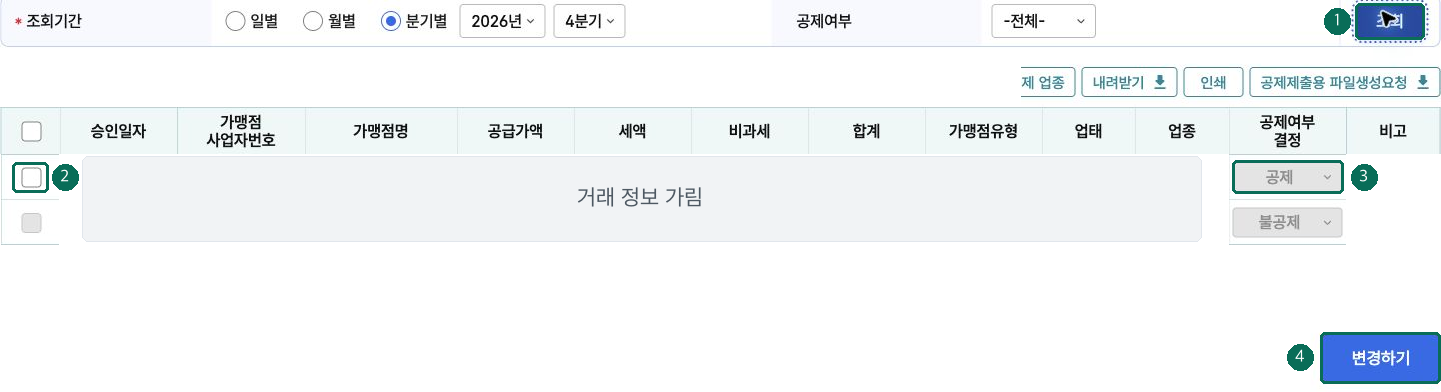 * 조회기간 일별 월별 분기별 2026년 4분기 공제여부 -전체- 1 조회
제 업종 내려받기 인쇄 공제제출용 파일생성요청
승인일자 가맹점 사업자번호 가맹점명 공급가액 세액 비과세 합계 가맹점유형 업태 업종 공제여부 결정 비고
2 거래 정보 가림 공제 3
불공제
4 변경하기